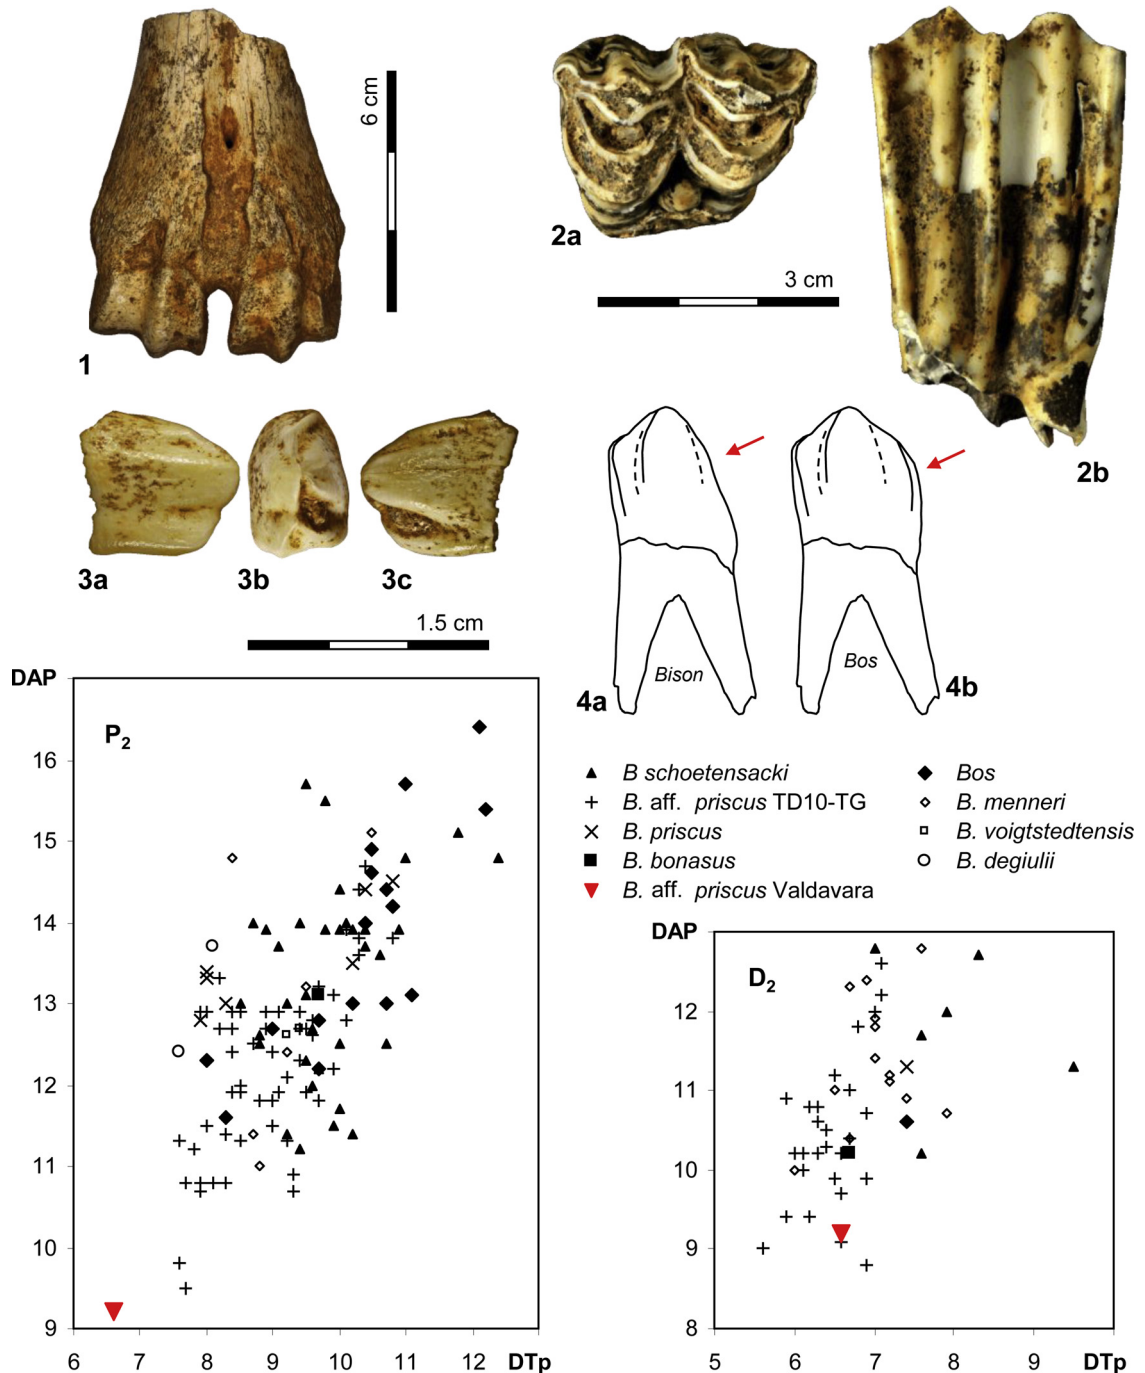 6 cm
1
2a
3 cm
2b
3a
3b
3c
1.5 cm
Bison
Bos
4a
4b
DAP
P2
16
15
14
13
12
11
10
9
6 7 8 9 10 11 12 DTp
B schoetensacki
B. aff. priscus TD10-TG
B. priscus
B. bonasus
B. aff. priscus Valdavara
Bos
B. menneri
B. voigtstedtensis
B. degiulii
DAP
D2
12
11
10
9
8
5 6 7 8 9 DTp